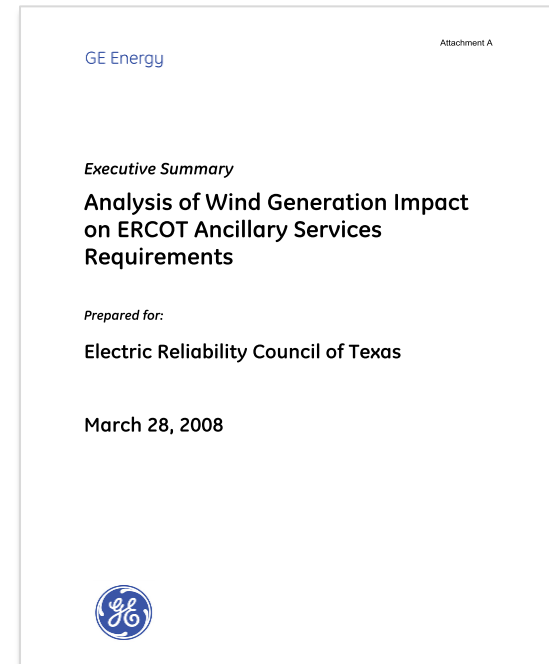 Attachment A
GE Energy
Executive Summary
Analysis of Wind Generation Impact
on ERCOT Ancillary Services
Requirements
Prepared for:
Electric Reliability Council of Texas
March 28, 2008
GE